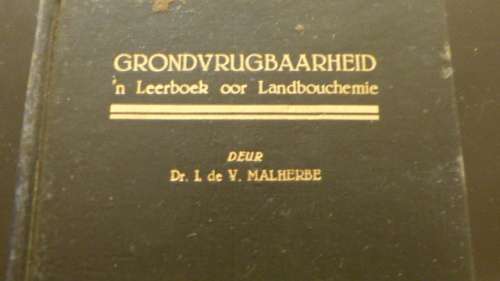 GRONDVRUGBAARHEID
'n Leerboek oor Landbouchemie
DEUR
Dr. I. de V. MALHERBE